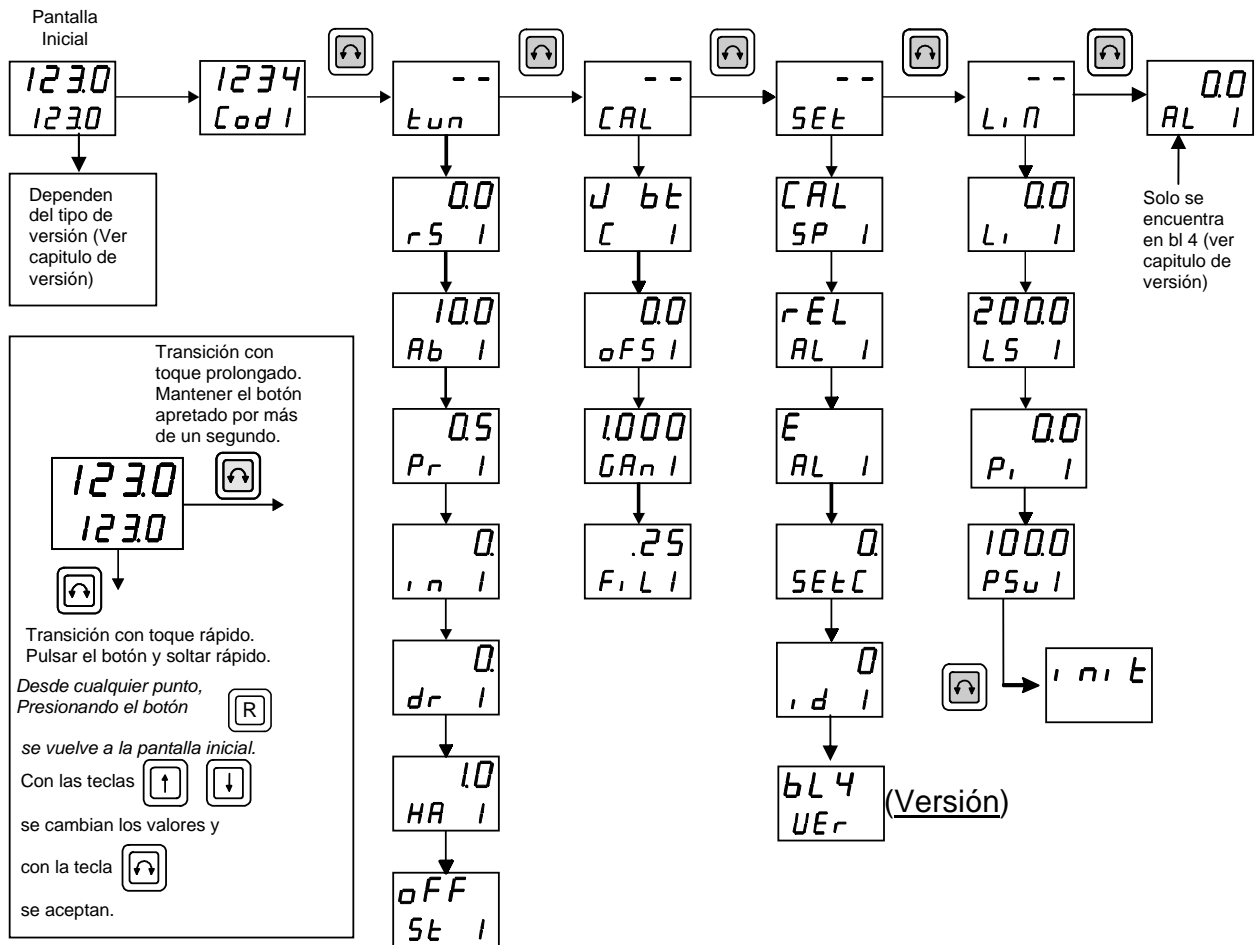 Pantalla
Inicial
123.0
123.0
1234
Cod 1
--
tun
--
CAL
--
SEt
--
Lin
0.0
AL 1
Dependen
del tipo de
versión (Ver
capitulo de
versión)
Solo se
encuentra
en bl 4 (ver
capitulo de
versión)
0.0
rS 1
10.0
Ab 1
0.5
Pr 1
0.
in 1
0.
dr 1
1.0
HA 1
oFF
St 1
J bt
C 1
0.0
oFS1
1.000
GAn1
.25
FiL1
CAL
SP 1
rEL
AL 1
E
AL 1
0.
SEtC
0
id 1
bL4
UEr
(Versión)
0.0
Li 1
200.0
LS 1
0.0
Pi 1
100.0
PSu1
init
Transición con
toque prolongado.
Mantener el botón
apretado por más
de un segundo.
123.0
123.0
Transición con toque rápido.
Pulsar el botón y soltar rápido.
Desde cualquier punto,
Presionando el botón R
se vuelve a la pantalla inicial.
Con las teclas ↑ ↓
se cambian los valores y
con la tecla
se aceptan.